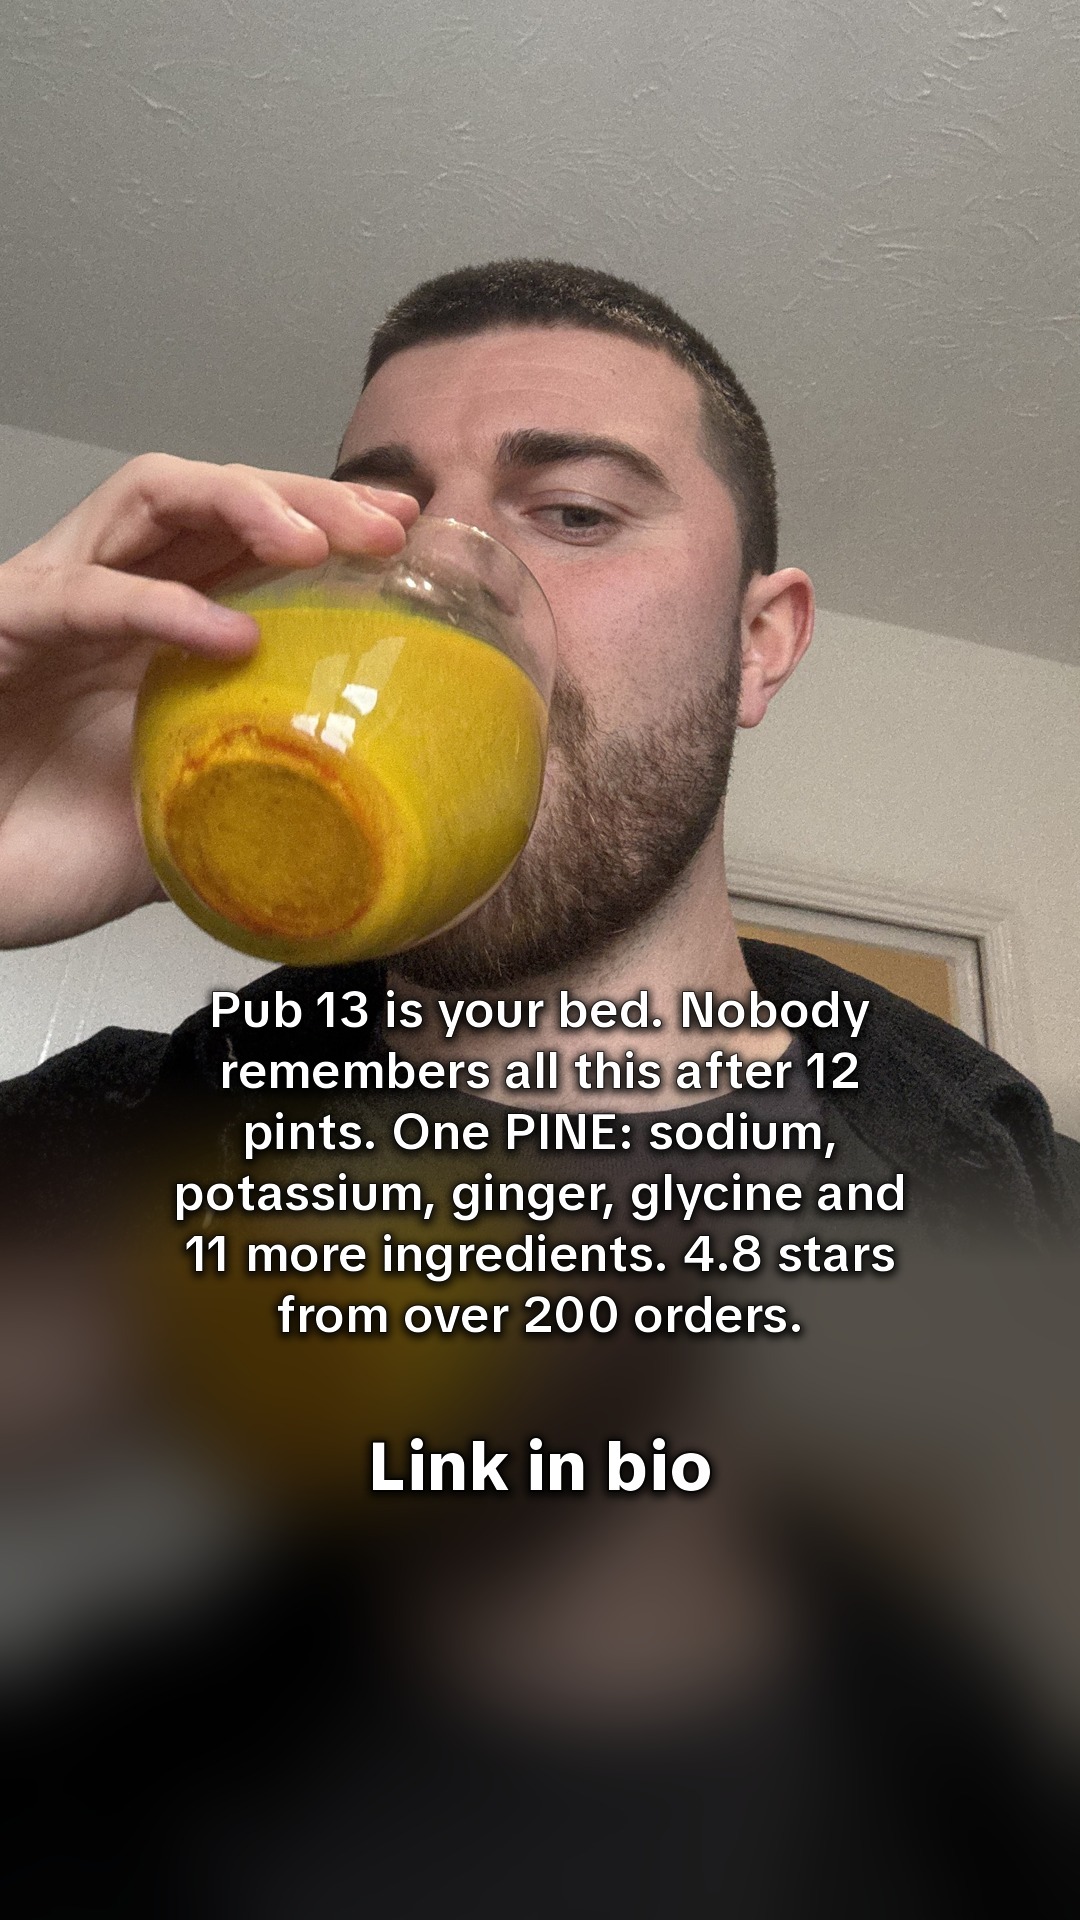 Pub 13 is your bed. Nobody
remembers all this after 12
pints. One PINE: sodium,
potassium, ginger, glycine and
11 more ingredients. 4.8 stars
from over 200 orders.
Link in bio